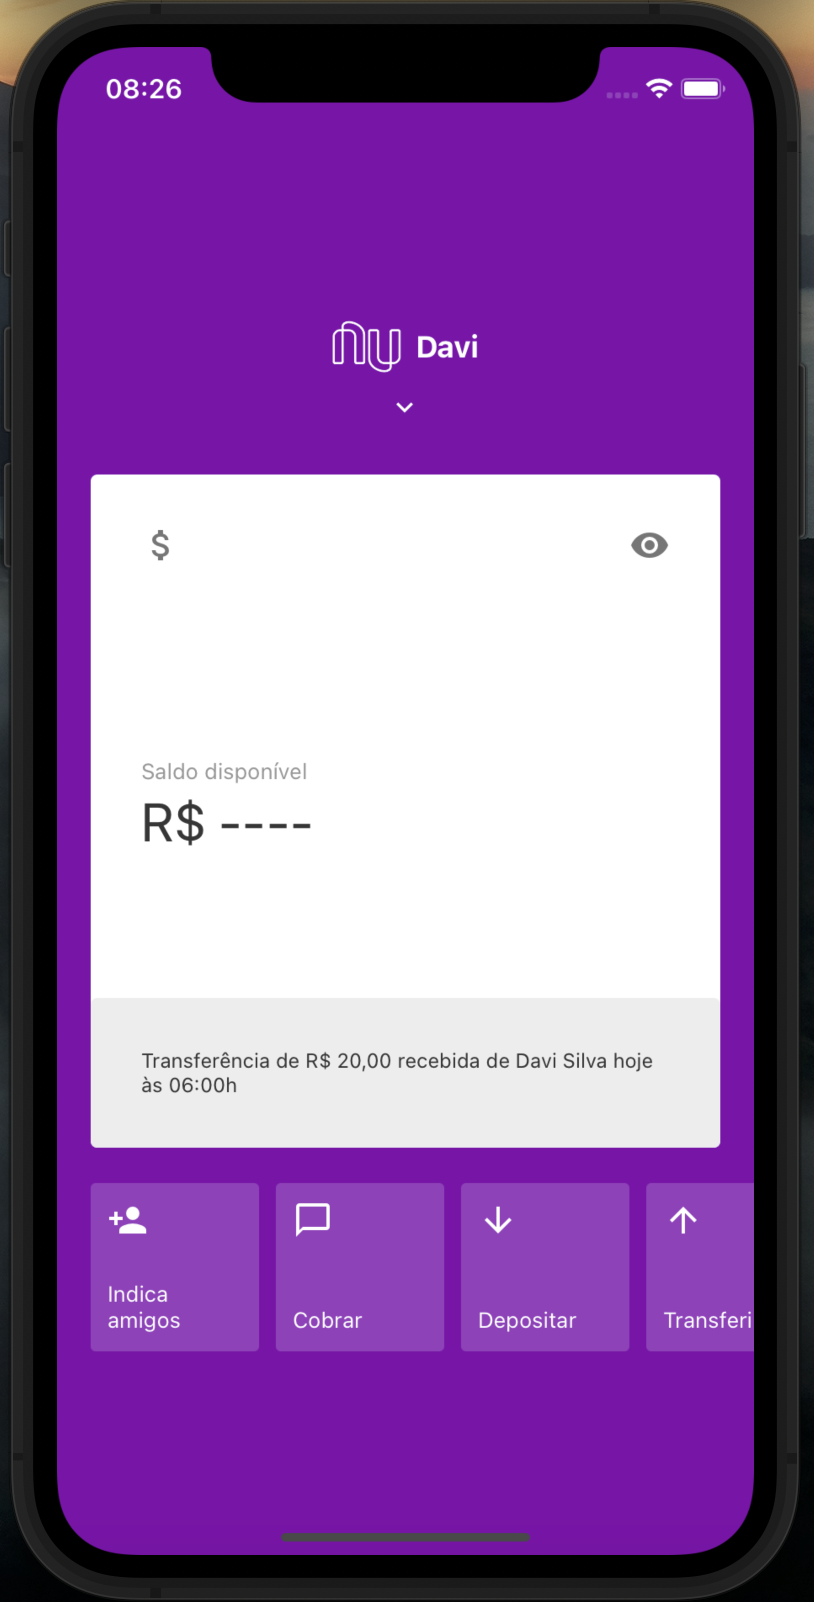 08:26
nu Davi
$
Saldo disponível
R$ ----
Transferência de R$ 20,00 recebida de Davi Silva hoje
às 06:00h
Indica
amigos
Cobrar
Depositar
Transferi